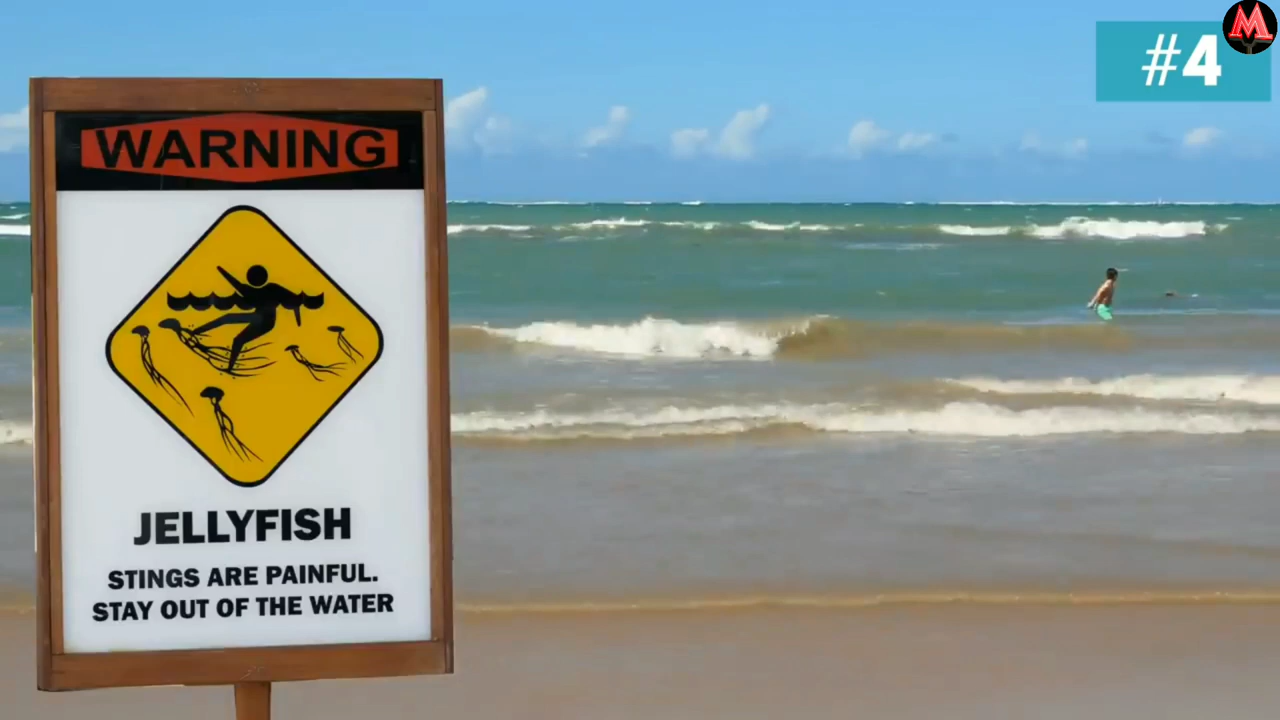 #4
M
WARNING
JELLYFISH
STINGS ARE PAINFUL.
STAY OUT OF THE WATER